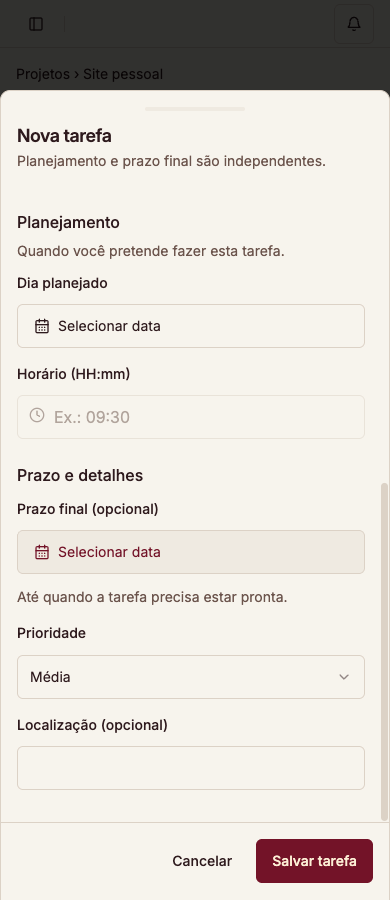 Projetos › Site pessoal
Nova tarefa
Planejamento e prazo final são independentes.
Planejamento
Quando você pretende fazer esta tarefa.
Dia planejado
Selecionar data
Horário (HH:mm)
Ex.: 09:30
Prazo e detalhes
Prazo final (opcional)
Selecionar data
Até quando a tarefa precisa estar pronta.
Prioridade
Média
Localização (opcional)
Cancelar
Salvar tarefa